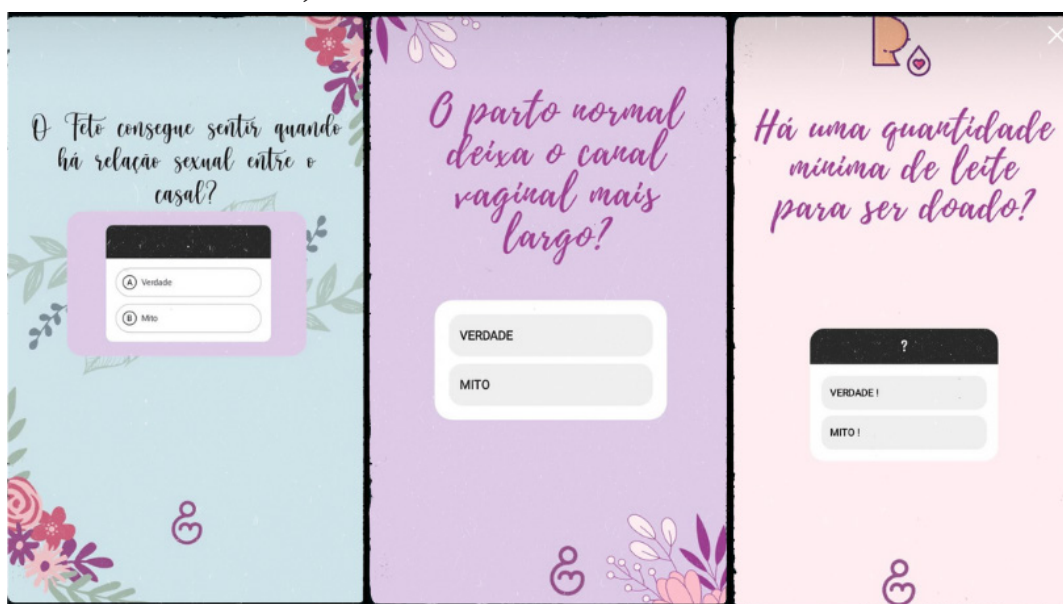 O Feto consegue sentir quando
há relação sexual entre o
casal?
A Verdade
B Mito
O parto normal
deixa o canal
vaginal mais
largo?
VERDADE
MITO
Há uma quantidade
mínima de leite
para ser doado?
?
VERDADE !
MITO !